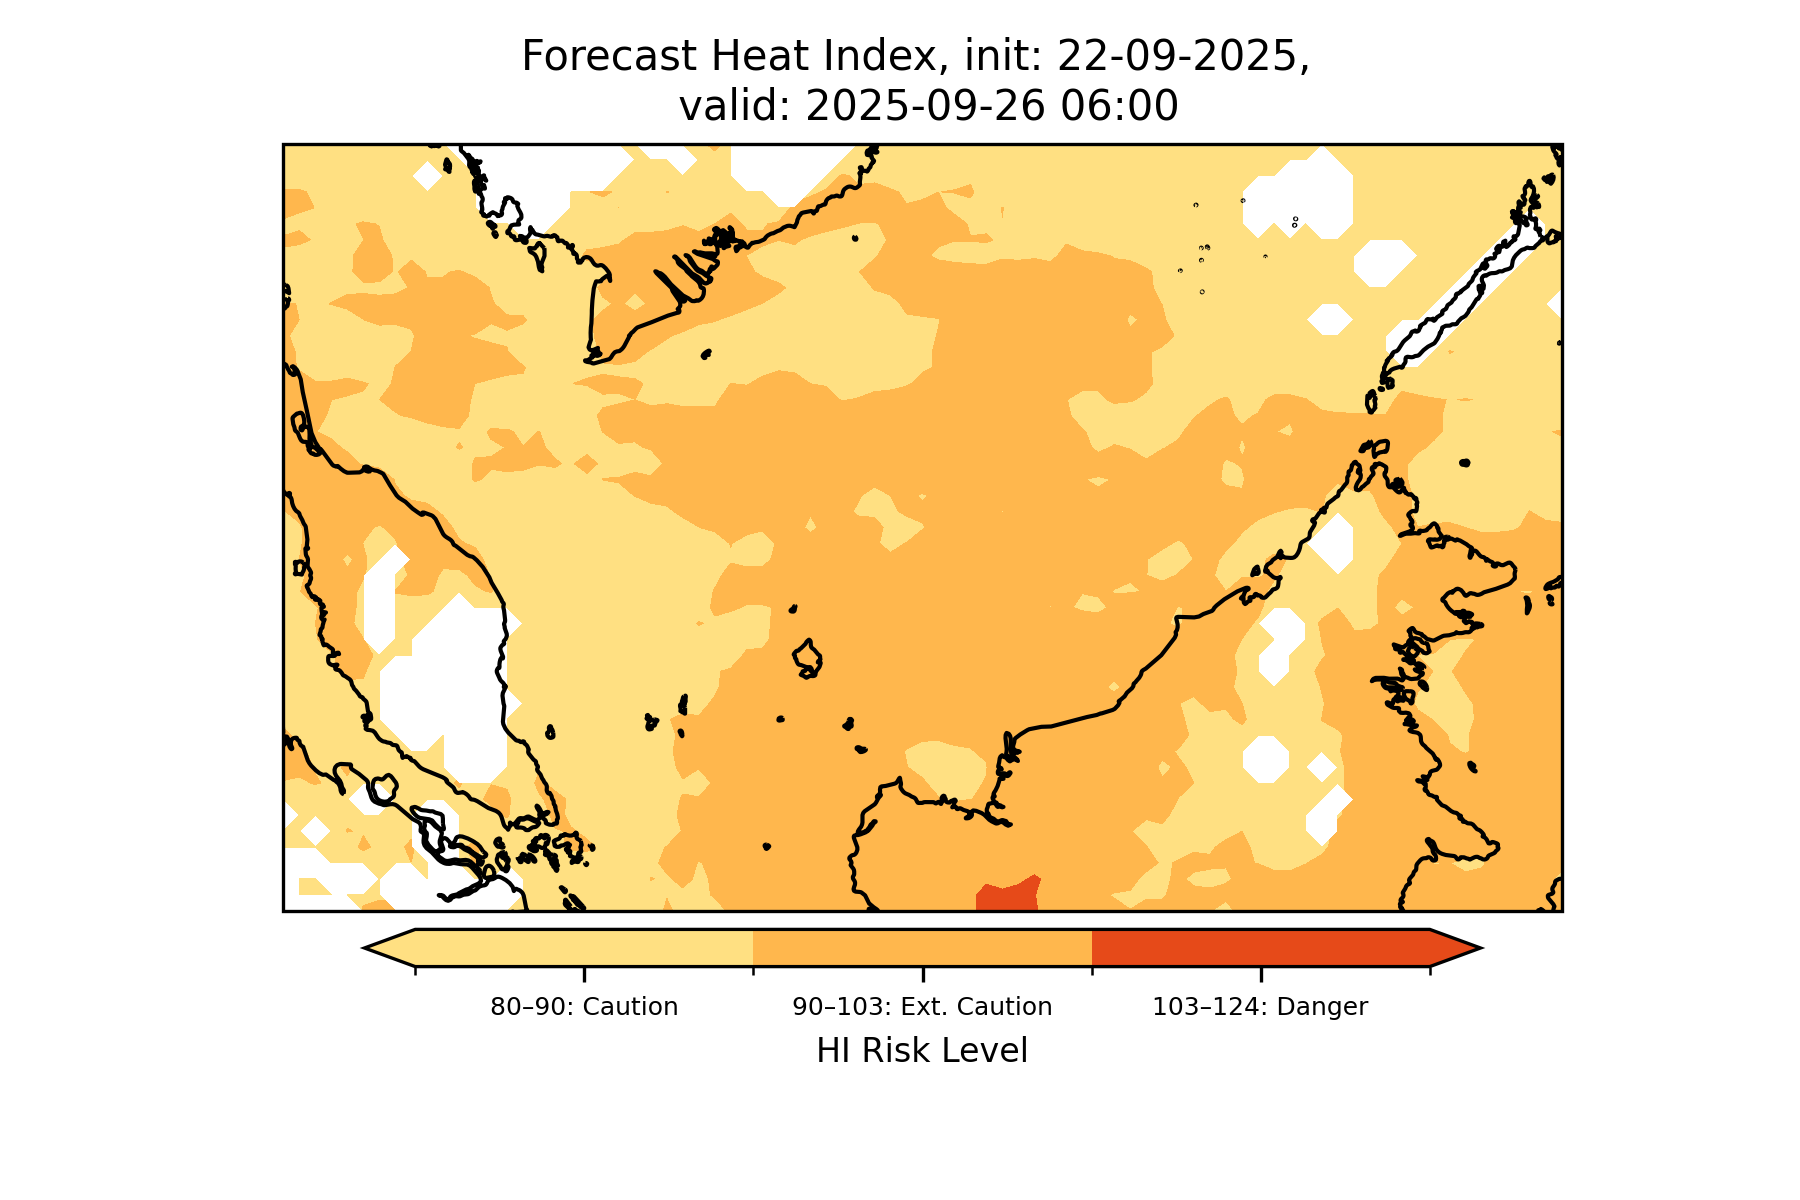 Forecast Heat Index, init: 22-09-2025,
valid: 2025-09-26 06:00
80–90: Caution
90–103: Ext. Caution
103–124: Danger
HI Risk Level